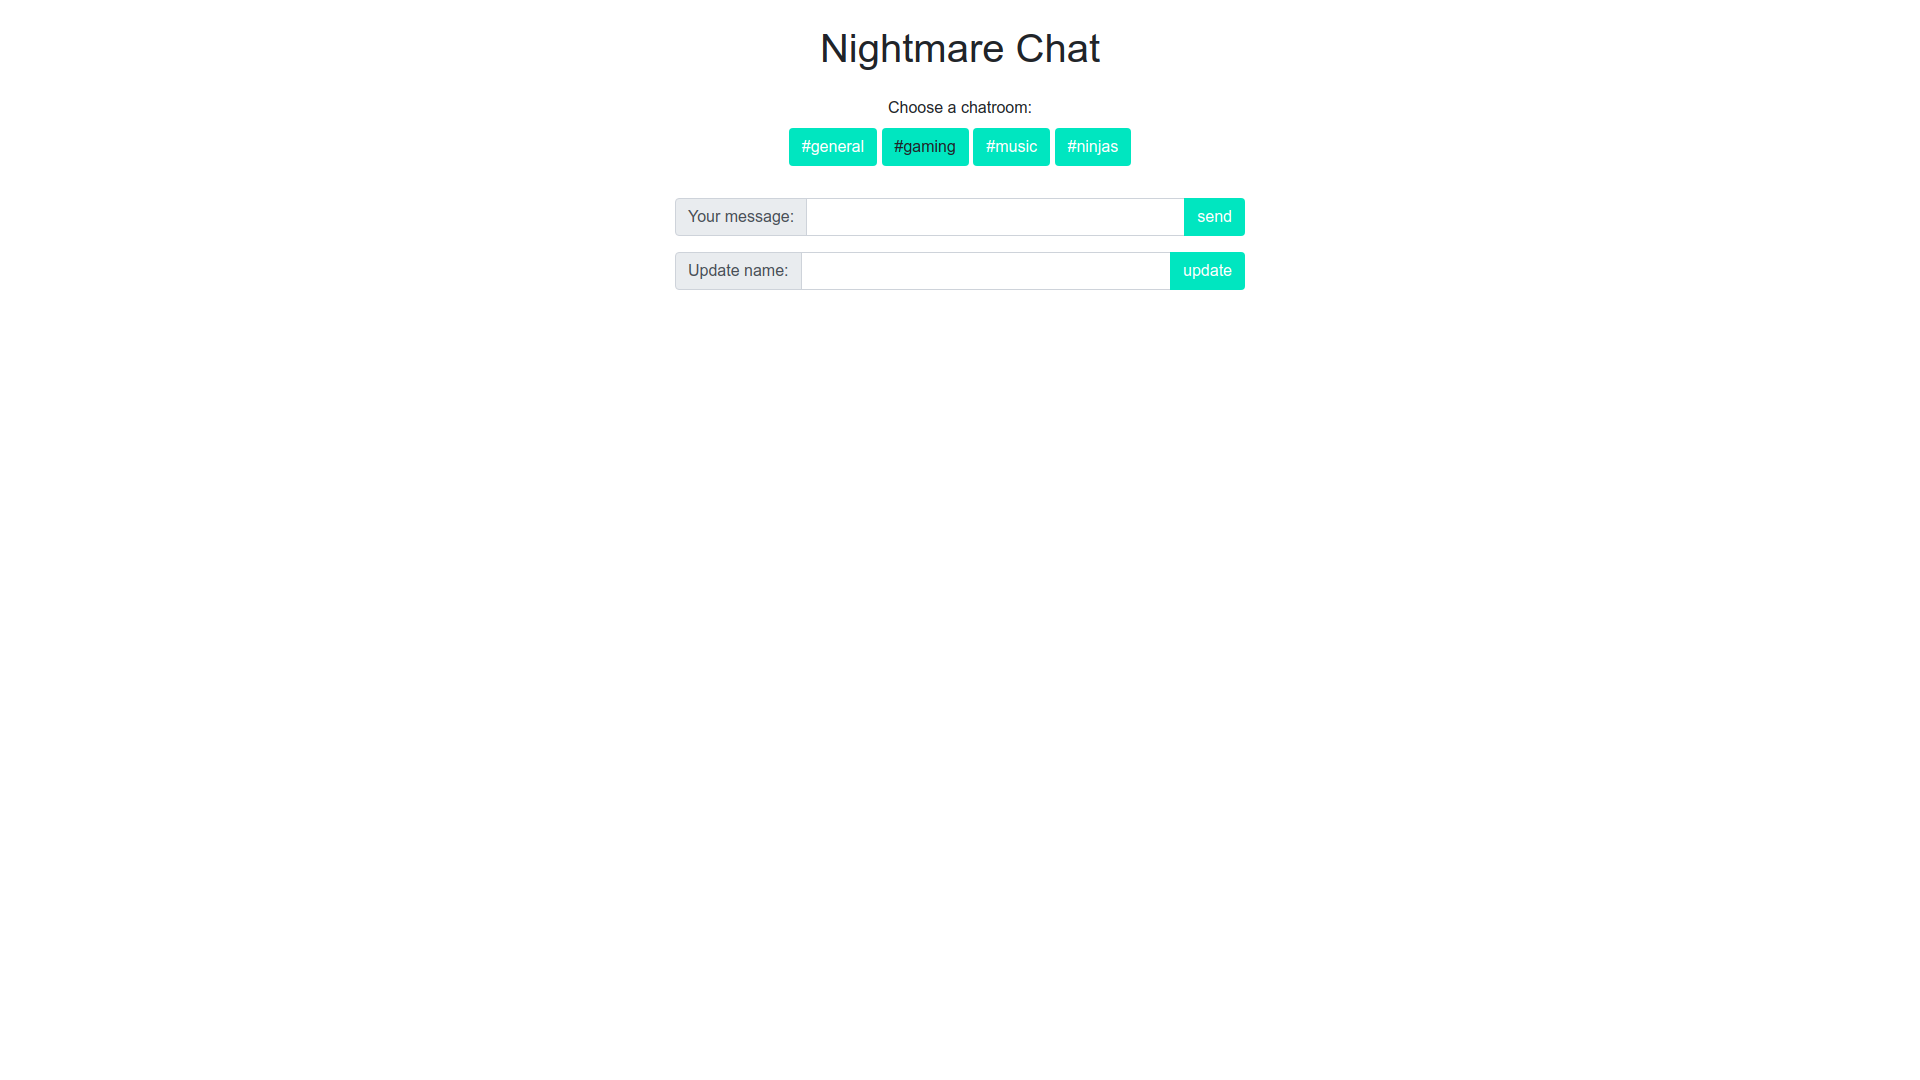 Nightmare Chat
Choose a chatroom:
#general #gaming #music #ninjas
Your message: send
Update name: update